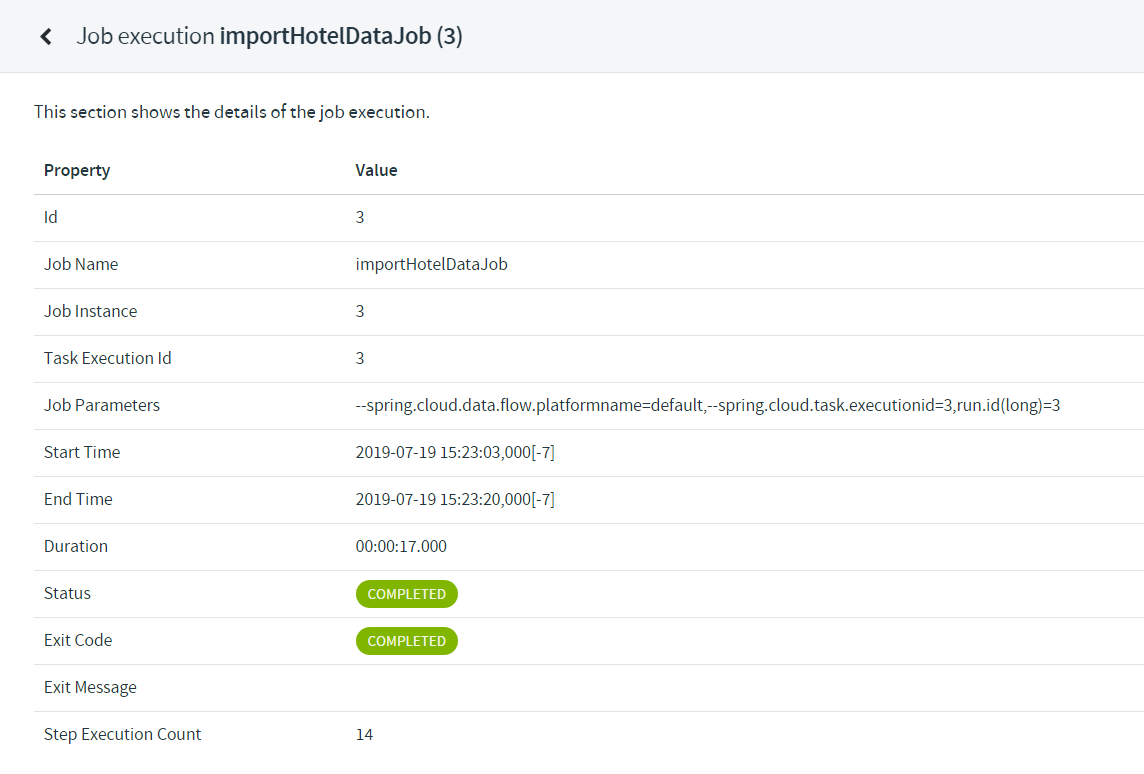 Job execution importHotelDataJob (3)
This section shows the details of the job execution.
Property Value
Id 3
Job Name importHotelDataJob
Job Instance 3
Task Execution Id 3
Job Parameters --spring.cloud.data.flow.platformname=default,--spring.cloud.task.executionid=3,run.id(long)=3
Start Time 2019-07-19 15:23:03,000[-7]
End Time 2019-07-19 15:23:20,000[-7]
Duration 00:00:17.000
Status COMPLETED
Exit Code COMPLETED
Exit Message
Step Execution Count 14